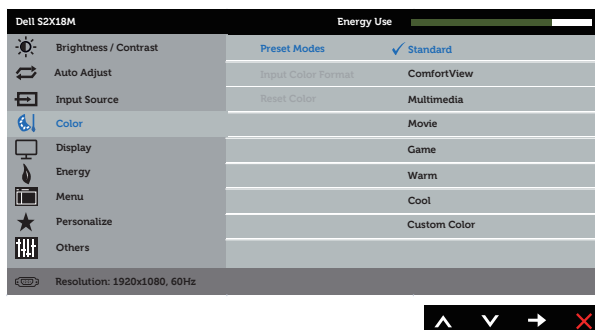 Dell S2X18M Energy Use
Brightness / Contrast Preset Modes Standard
Auto Adjust Input Color Format ComfortView
Input Source Reset Color Multimedia
Color Movie
Display Game
Energy Warm
Menu Cool
Personalize Custom Color
Others
Resolution: 1920x1080, 60Hz